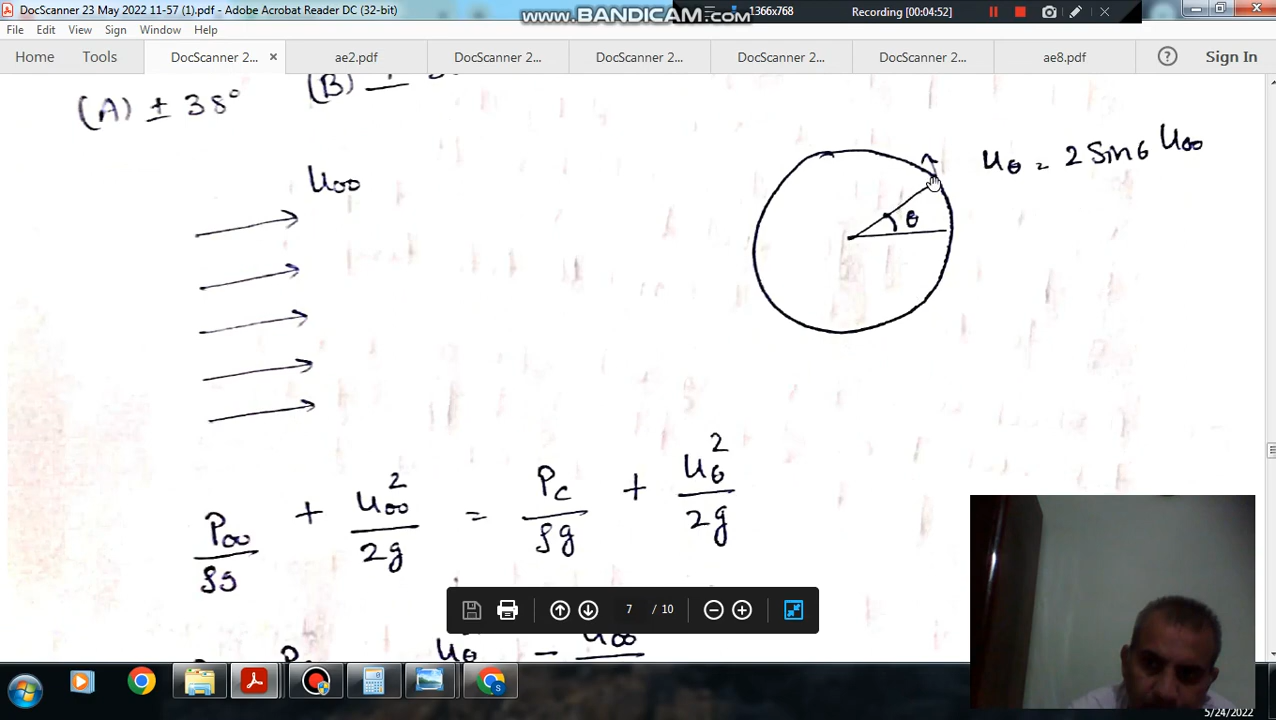 DocScanner 23 May 2022 11-57 (1).pdf - Adobe Acrobat Reader DC (32-bit)
www.BANDICAM.com
1366x768
Recording [00:04:52]
File Edit View Sign Window Help
Home Tools DocScanner 2... × ae2.pdf DocScanner 2... DocScanner 2... DocScanner 2... DocScanner 2... ae8.pdf ? Sign In
(A) ± 38° (B) ±
U∞
θ
Uθ = 2 Sinθ U∞
P∞/ρg + U∞²/2g = Pc/ρg + Uθ²/2g
7 / 10
Uθ - U∞
5/24/2022